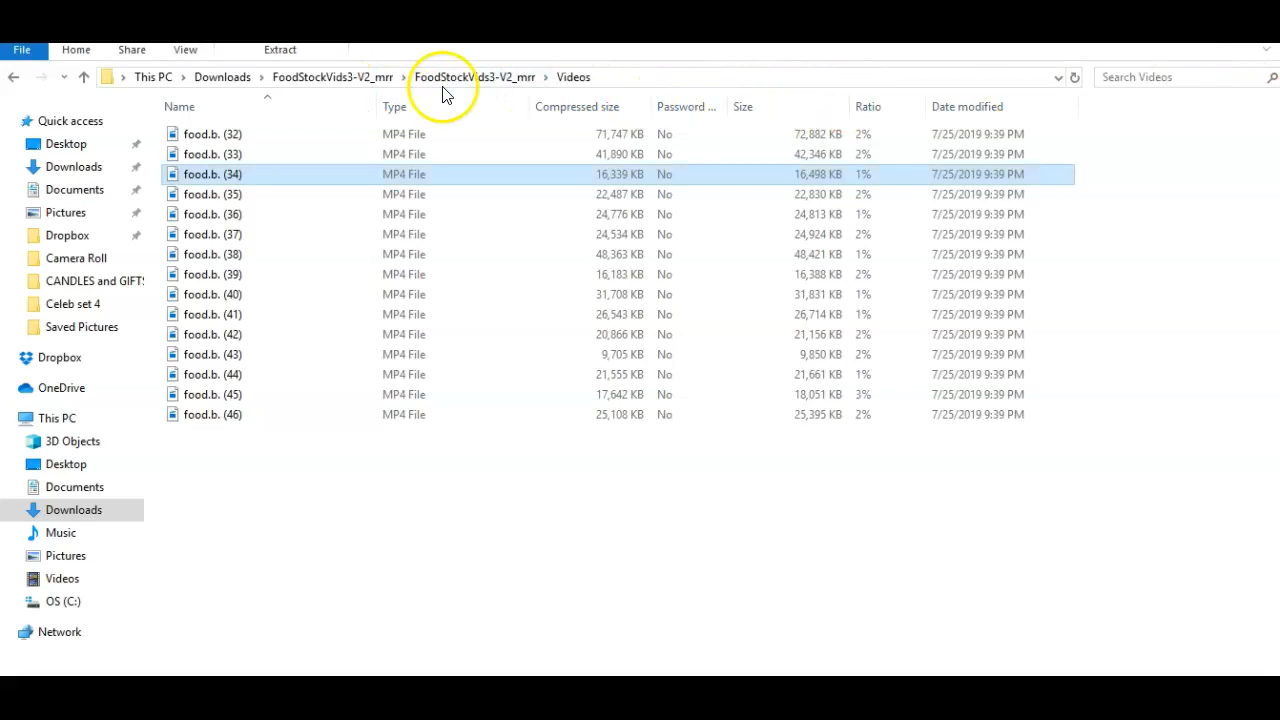 File Home Share View Extract
This PC Downloads FoodStockVids3-V2_mrr FoodStockVids3-V2_mrr Videos Search Videos
Name Type Compressed size Password ... Size Ratio Date modified
Quick access
Desktop
Downloads
Documents
Pictures
Dropbox
Camera Roll
CANDLES and GIFTS
Celeb set 4
Saved Pictures
Dropbox
OneDrive
This PC
3D Objects
Desktop
Documents
Downloads
Music
Pictures
Videos
OS (C:)
Network
food.b. (32) MP4 File 71,747 KB No 72,882 KB 2% 7/25/2019 9:39 PM
food.b. (33) MP4 File 41,890 KB No 42,346 KB 2% 7/25/2019 9:39 PM
food.b. (34) MP4 File 16,339 KB No 16,498 KB 1% 7/25/2019 9:39 PM
food.b. (35) MP4 File 22,487 KB No 22,830 KB 2% 7/25/2019 9:39 PM
food.b. (36) MP4 File 24,776 KB No 24,813 KB 1% 7/25/2019 9:39 PM
food.b. (37) MP4 File 24,534 KB No 24,924 KB 2% 7/25/2019 9:39 PM
food.b. (38) MP4 File 48,363 KB No 48,421 KB 1% 7/25/2019 9:39 PM
food.b. (39) MP4 File 16,183 KB No 16,388 KB 2% 7/25/2019 9:39 PM
food.b. (40) MP4 File 31,708 KB No 31,831 KB 1% 7/25/2019 9:39 PM
food.b. (41) MP4 File 26,543 KB No 26,714 KB 1% 7/25/2019 9:39 PM
food.b. (42) MP4 File 20,866 KB No 21,156 KB 2% 7/25/2019 9:39 PM
food.b. (43) MP4 File 9,705 KB No 9,850 KB 2% 7/25/2019 9:39 PM
food.b. (44) MP4 File 21,555 KB No 21,661 KB 1% 7/25/2019 9:39 PM
food.b. (45) MP4 File 17,642 KB No 18,051 KB 3% 7/25/2019 9:39 PM
food.b. (46) MP4 File 25,108 KB No 25,395 KB 2% 7/25/2019 9:39 PM